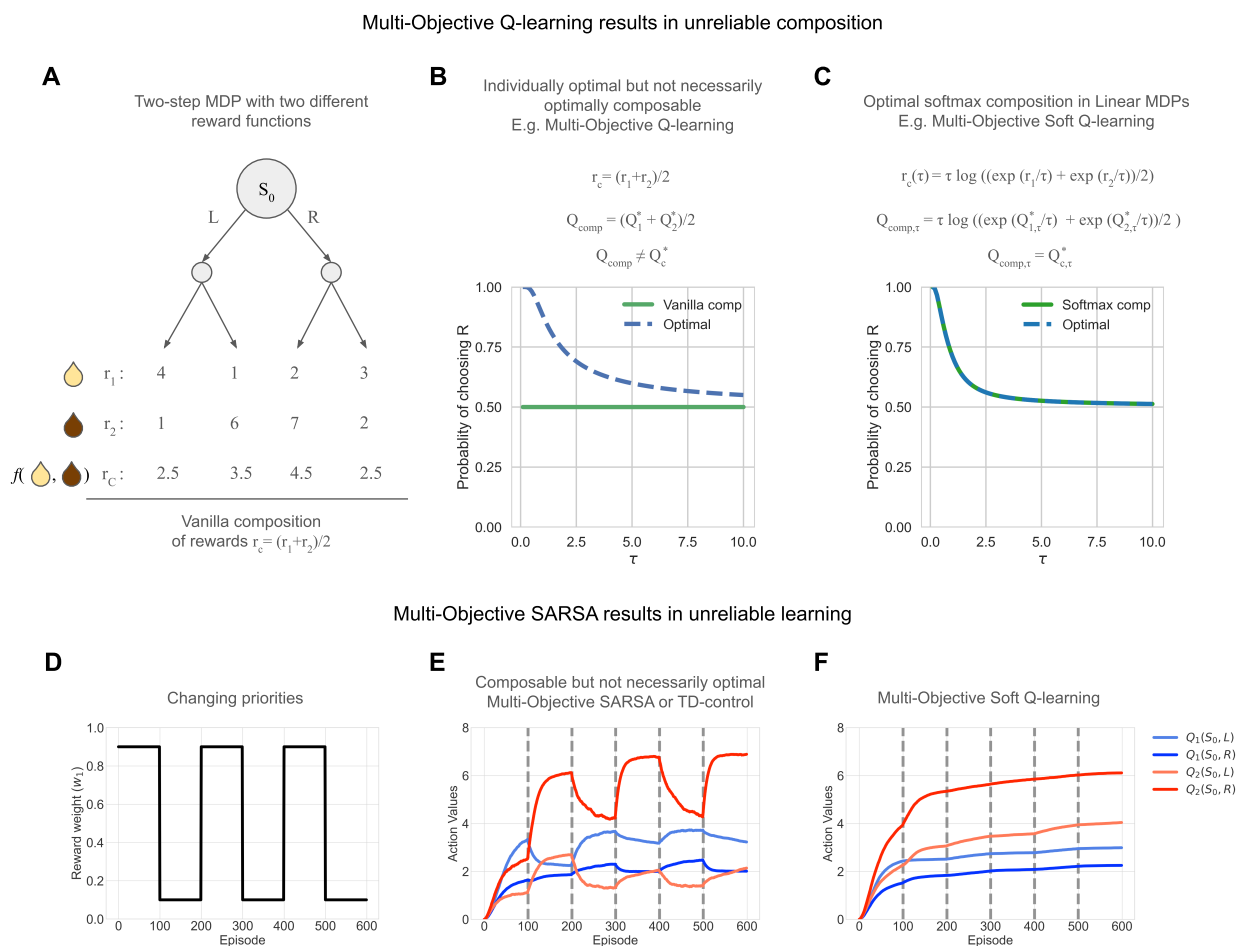 Multi-Objective Q-learning results in unreliable composition
A
Two-step MDP with two different
reward functions
S0
L
R
r1 : 4 1 2 3
r2 : 1 6 7 2
f( , ) rC : 2.5 3.5 4.5 2.5
Vanilla composition
of rewards rc= (r1+r2)/2
B
Individually optimal but not necessarily
optimally composable
E.g. Multi-Objective Q-learning
rc= (r1+r2)/2
Qcomp = (Q1* + Q2*)/2
Qcomp ≠ Qc*
1.00
0.75
0.50
0.25
0.00
Probablity of choosing R
Vanilla comp
Optimal
0.0 2.5 5.0 7.5 10.0
τ
C
Optimal softmax composition in Linear MDPs
E.g. Multi-Objective Soft Q-learning
rc(τ) = τ log ((exp (r1/τ) + exp (r2/τ))/2)
Qcomp,τ = τ log ((exp (Q*1,τ/τ) + exp (Q*2,τ/τ))/2 )
Qcomp,τ = Q*c,τ
1.00
0.75
0.50
0.25
0.00
Probablity of choosing R
Softmax comp
Optimal
0.0 2.5 5.0 7.5 10.0
τ
Multi-Objective SARSA results in unreliable learning
D
Changing priorities
1.0
0.8
0.6
0.4
0.2
0.0
Reward weight (w1)
0 100 200 300 400 500 600
Episode
E
Composable but not necessarily optimal
Multi-Objective SARSA or TD-control
8
6
4
2
0
Action Values
0 100 200 300 400 500 600
Episode
F
Multi-Objective Soft Q-learning
8
6
4
2
0
Action Values
0 100 200 300 400 500 600
Episode
Q1(S0, L)
Q1(S0, R)
Q2(S0, L)
Q2(S0, R)